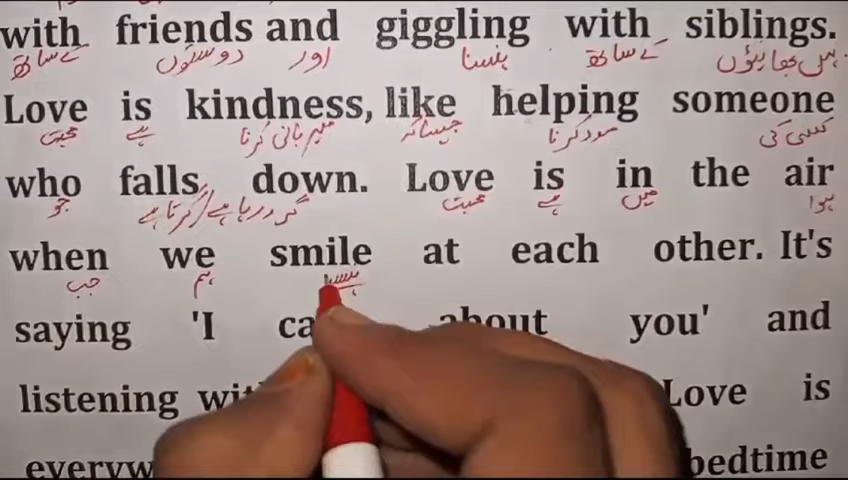 with friends and giggling with siblings.
کے ساتھ دوستوں اور ہنسنا کے ساتھ بہن بھائیوں
Love is kindness, like helping someone
محبت ہے مہربانی کرنا جیسا کہ مدد کرنا کسی کی
who falls down. Love is in the air
جو گر رہا ہے/گرتا ہے محبت ہے میں ہوا
when we smile at each other. It's
جب ہم
saying 'I about you' and
listening Love is
bedtime